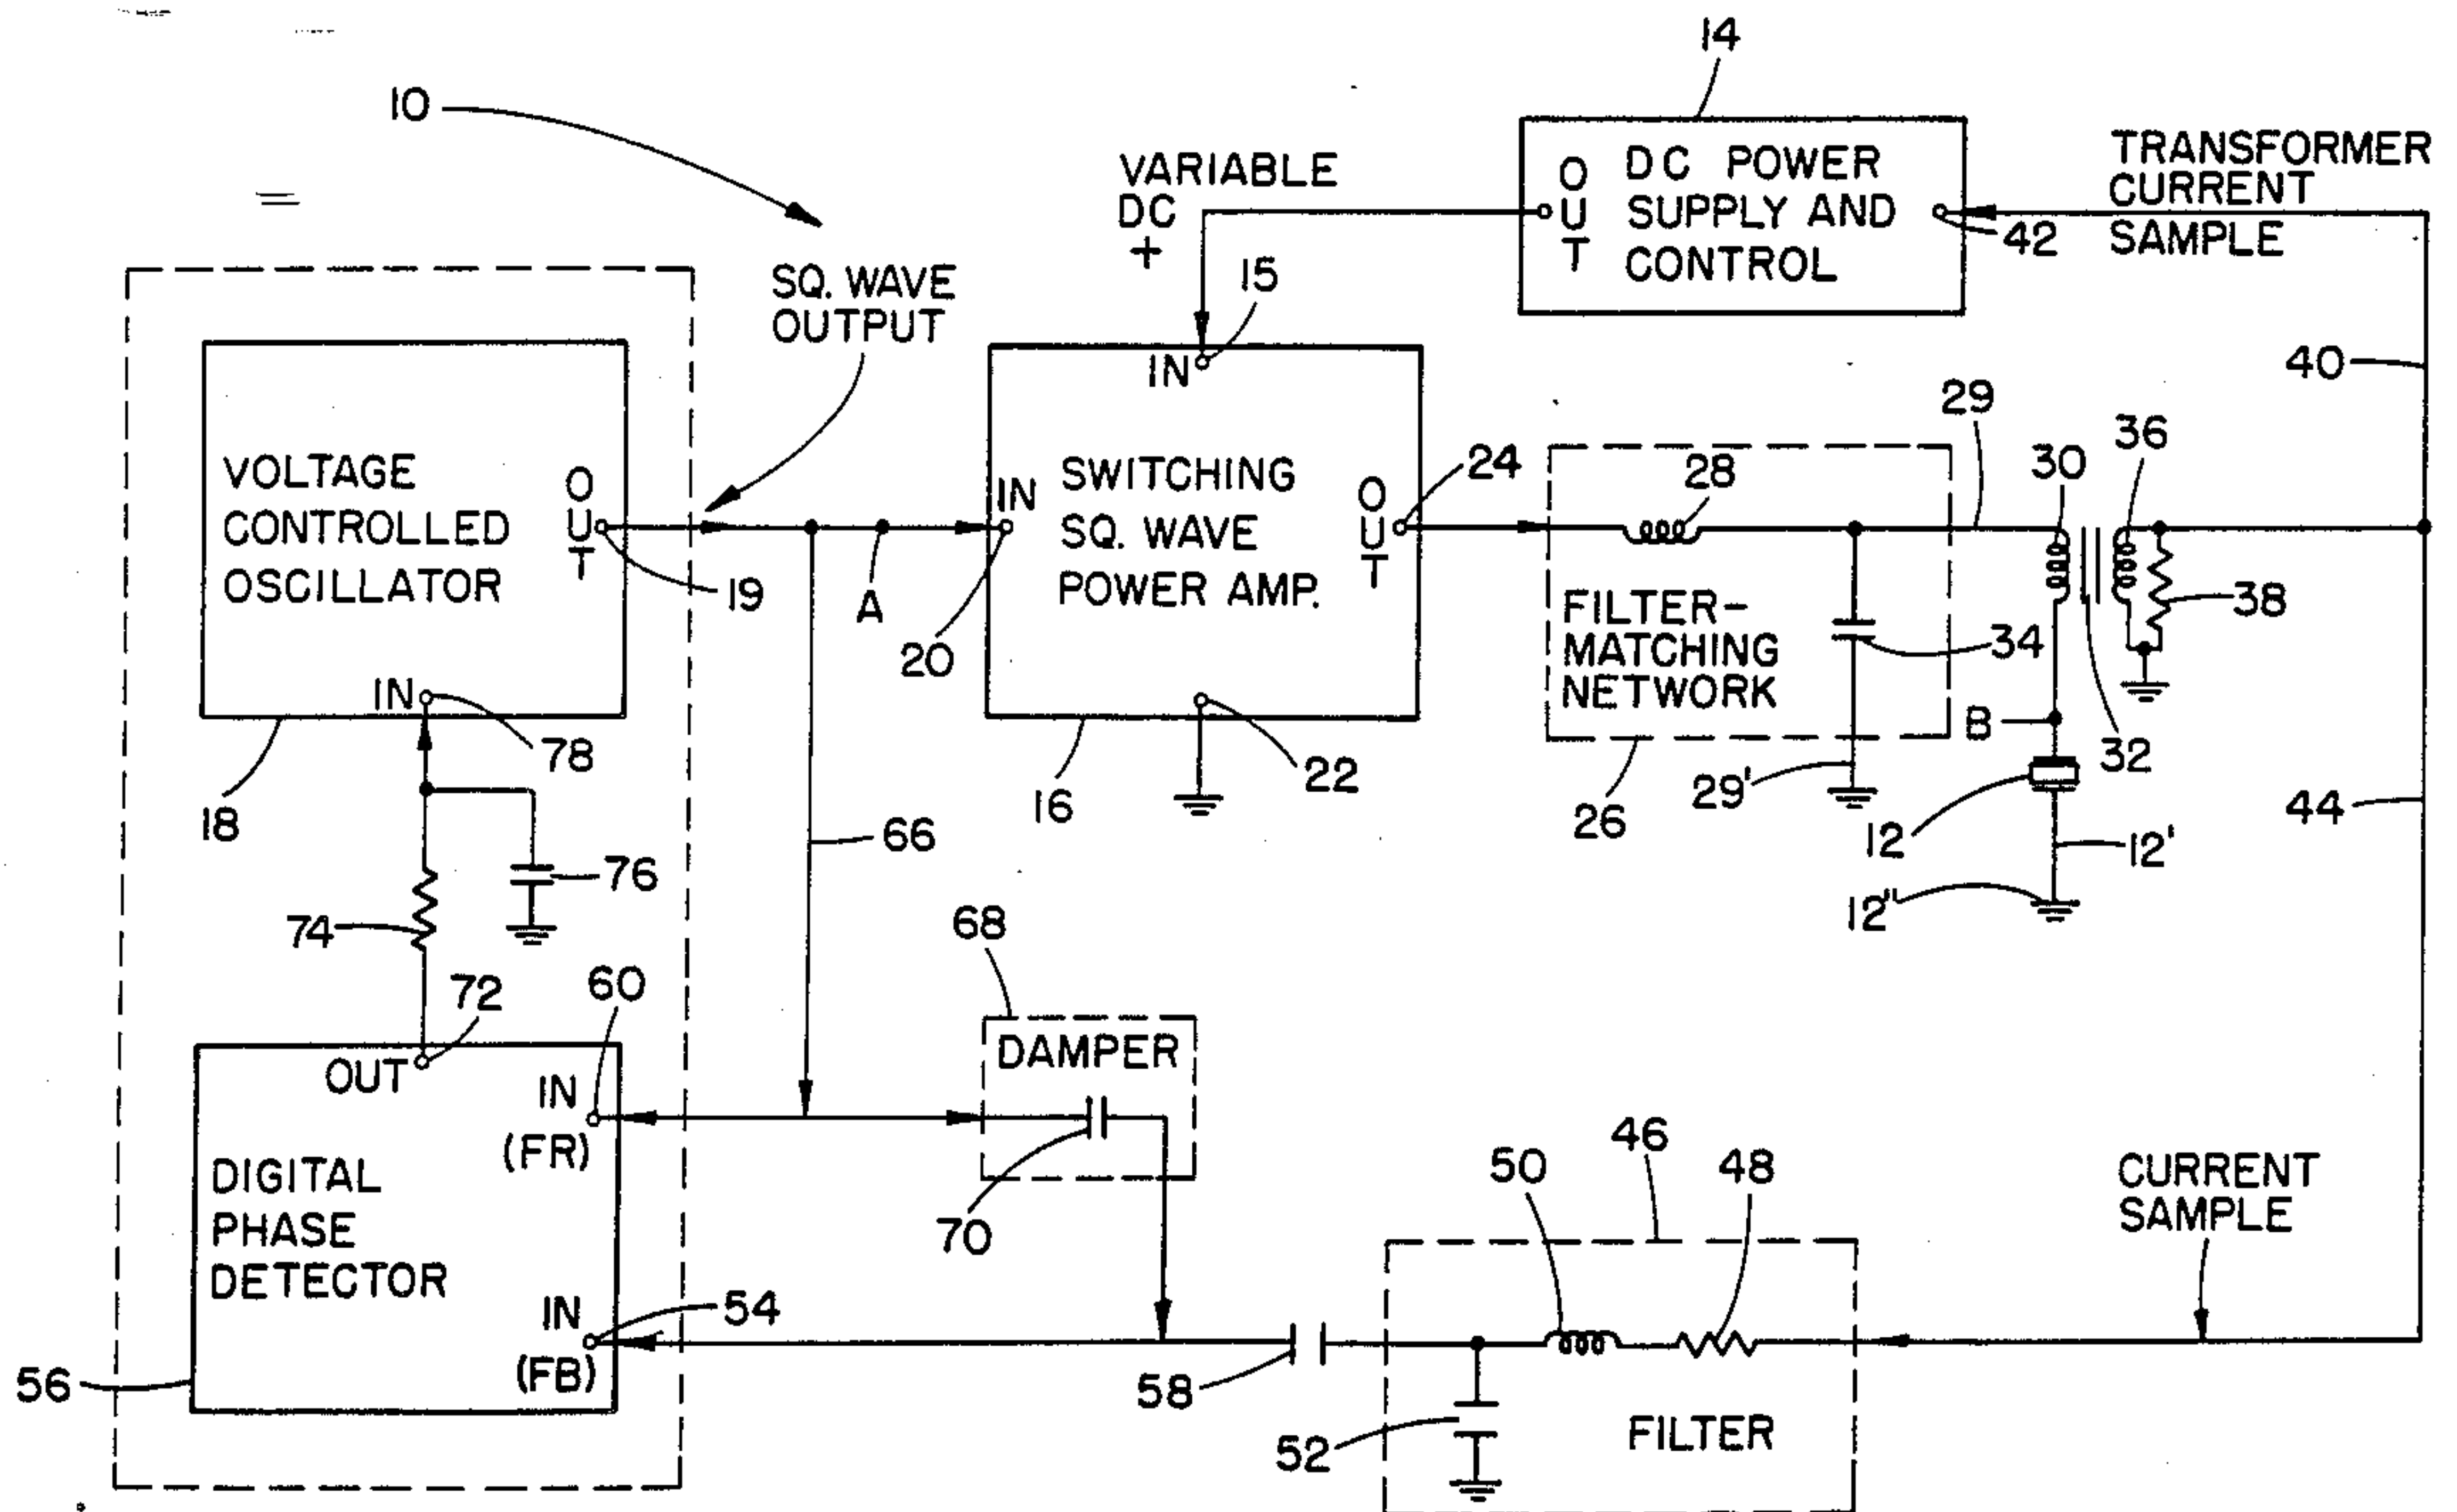 14
10
VARIABLE
DC
+
OUT
DC POWER
SUPPLY AND
CONTROL
42
TRANSFORMER
CURRENT
SAMPLE
SQ. WAVE
OUTPUT
15
IN
40
29
VOLTAGE
CONTROLLED
OSCILLATOR
OUT
19
A
IN
20
SWITCHING
SQ. WAVE
POWER AMP.
OUT
24
28
30
36
38
FILTER-
MATCHING
NETWORK
34
IN
78
18
16
22
26
29'
B
32
12
12'
12"
44
66
76
74
68
72
60
OUT
IN
(FR)
DAMPER
70
DIGITAL
PHASE
DETECTOR
IN
(FB)
54
56
58
46
50
48
52
FILTER
CURRENT
SAMPLE